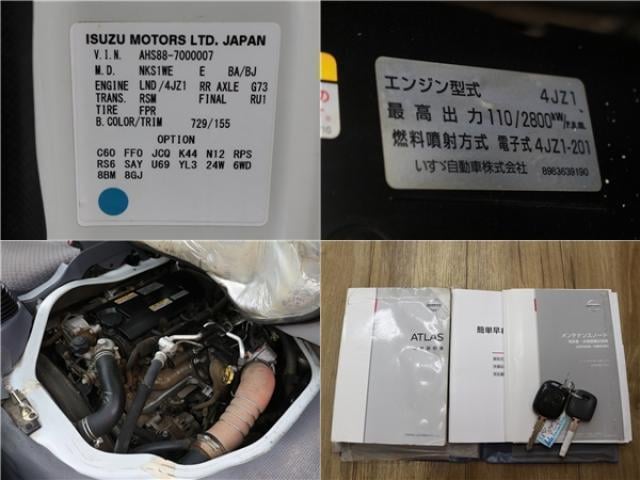 ISUZU MOTORS LTD. JAPAN
V.I.N. AHS88-7000007
M.D. NKS1WE E BA/BJ
ENGINE LND/4JZ1 RR AXLE G73
TRANS. RSM FINAL RU1
TIRE FPR
B.COLOR/TRIM 729/155
OPTION
C60 FF0 JCQ K44 N12 RPS
RS6 SAY U69 YL3 24W 6WD
8BM 8GJ
エンジン型式 4JZ1
最高出力 110/2800kW/r.p.m.
燃料噴射方式 電子式 4JZ1-201
いすゞ自動車株式会社 8983639190
ATLAS
メンテナンスノート